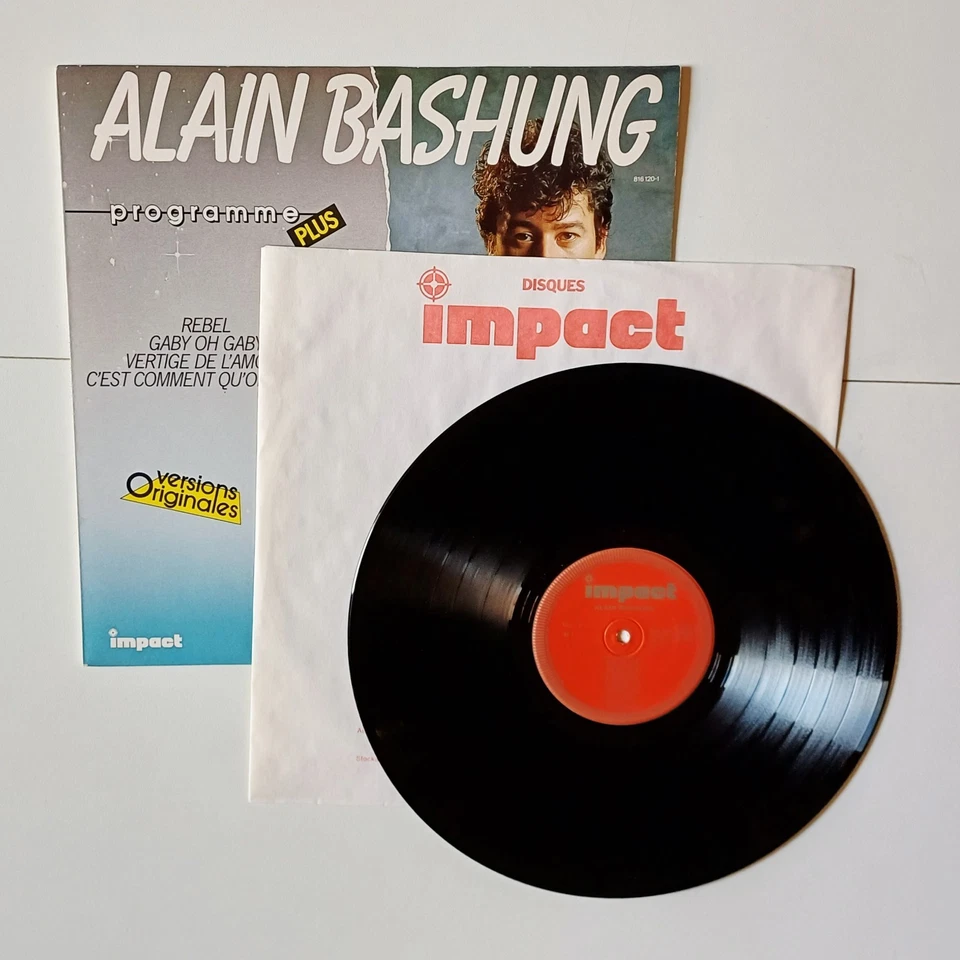 ALAIN BASHUNG
816 120-1
programme
PLUS
REBEL
GABY OH GABY
VERTIGE DE L'AMO
C'EST COMMENT QU'O
versions
Originales
impact
DISQUES
impact
impact